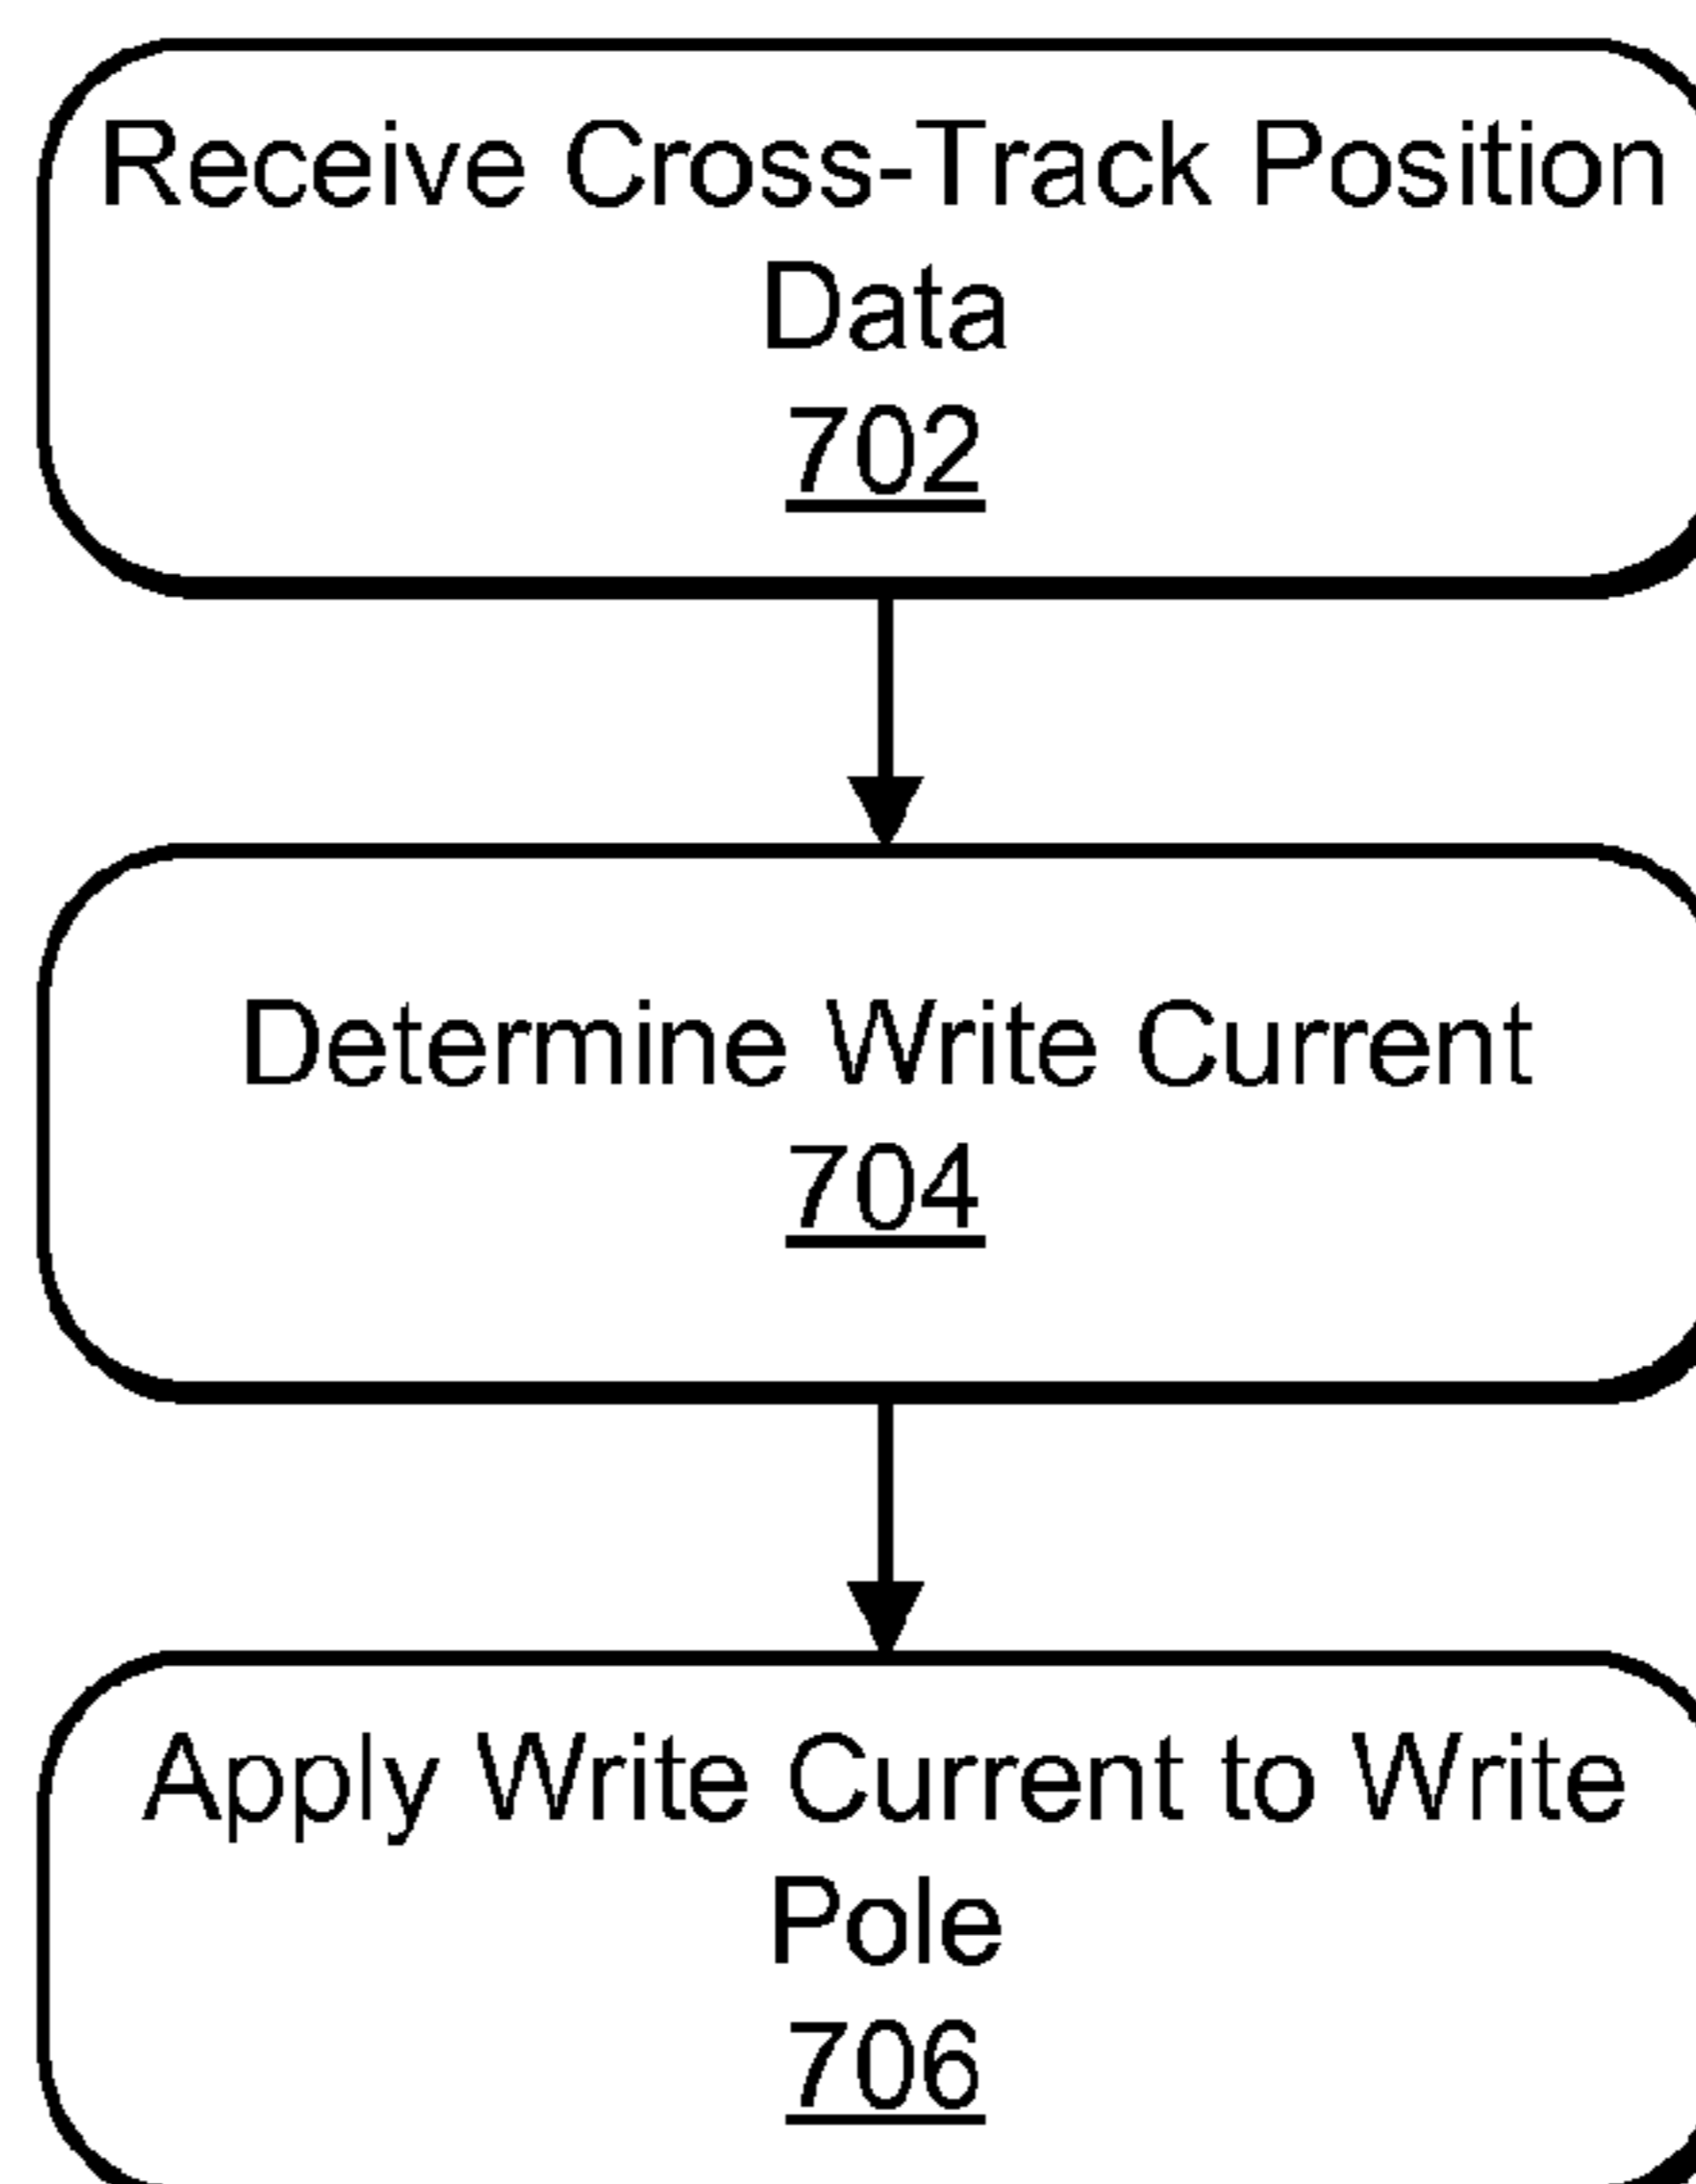 Receive Cross-Track Position
Data
702
Determine Write Current
704
Apply Write Current to Write
Pole
706